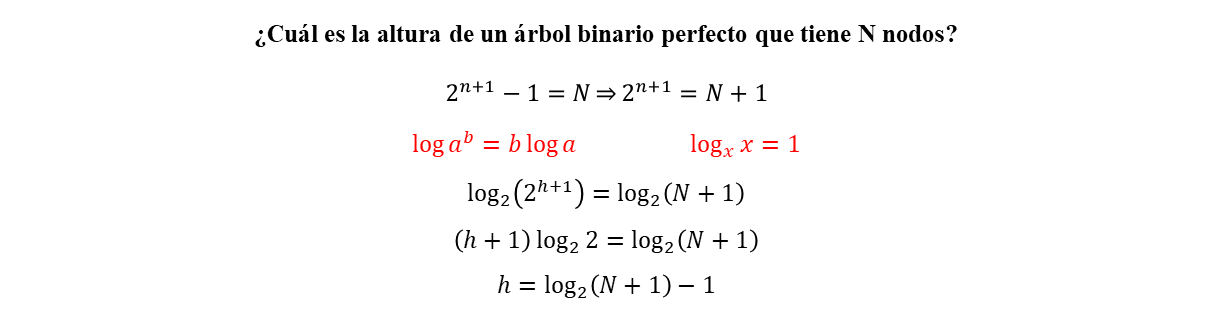 ¿Cuál es la altura de un árbol binario perfecto que tiene N nodos?
2^{n+1} − 1 = N ⇒ 2^{n+1} = N + 1
log a^b = b log a log_x x = 1
log_2(2^{h+1}) = log_2(N + 1)
(h + 1) log_2 2 = log_2(N + 1)
h = log_2(N + 1) − 1